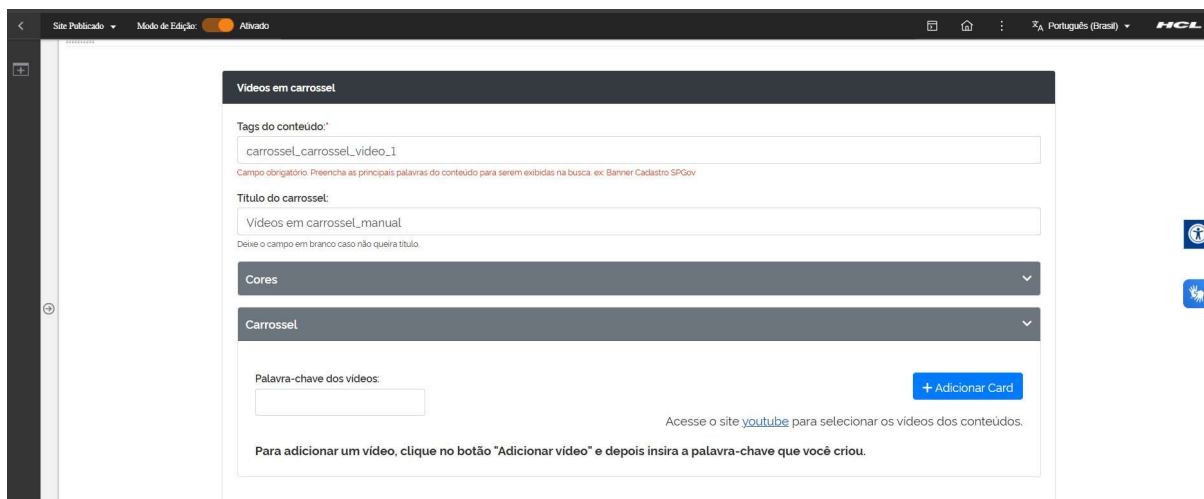 Site Publicado Modo de Edição: Ativado Português (Brasil) HCL
Vídeos em carrossel
Tags do conteúdo:*
carrossel_carrossel_video_1
Campo obrigatório. Preencha as principais palavras do conteúdo para serem exibidas na busca. ex: Banner Cadastro SPGov
Título do carrossel:
Vídeos em carrossel_manual
Deixe o campo em branco caso não queira título.
Cores
Carrossel
Palavra-chave dos vídeos:
+ Adicionar Card
Acesse o site youtube para selecionar os vídeos dos conteúdos.
Para adicionar um vídeo, clique no botão "Adicionar vídeo" e depois insira a palavra-chave que você criou.